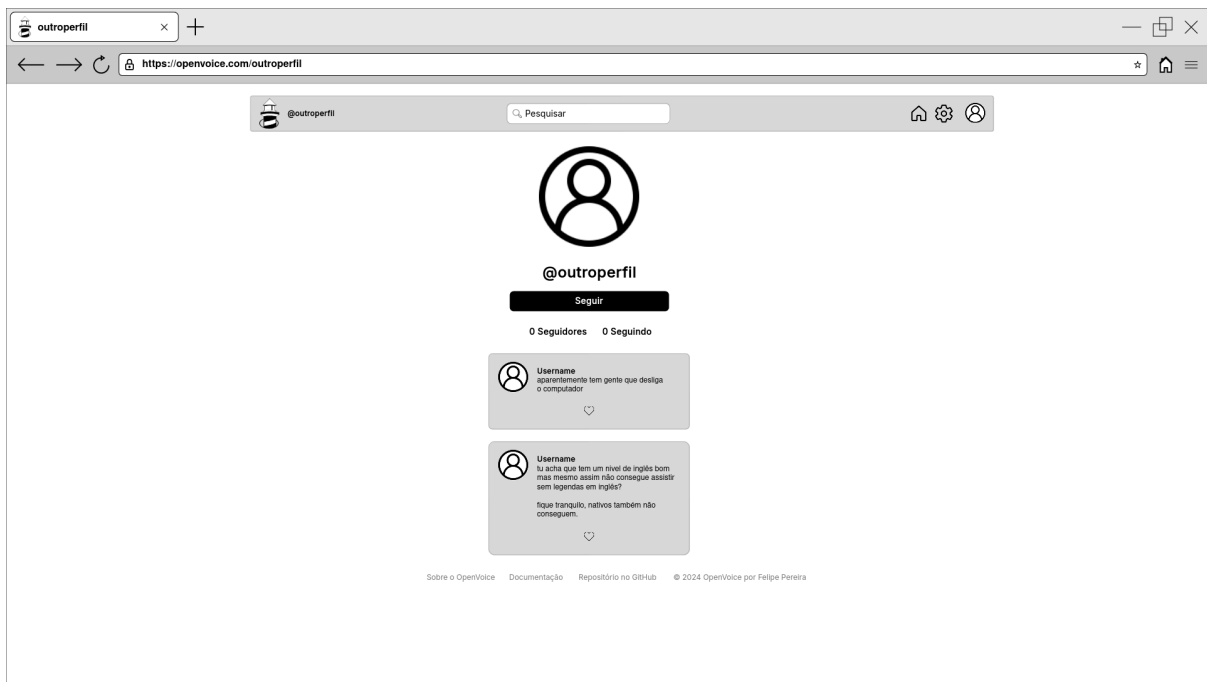 outroperfil
https://openvoice.com/outroperfil
@outroperfil
Pesquisar
@outroperfil
Seguir
0 Seguidores 0 Seguindo
Username
aparentemente tem gente que desliga
o computador
Username
tu acha que tem um nivel de inglês bom
mas mesmo assim não consegue assistir
sem legendas em inglês?
fique tranquilo, nativos também não
conseguem.
Sobre o OpenVoice Documentação Repositório no GitHub © 2024 OpenVoice por Felipe Pereira